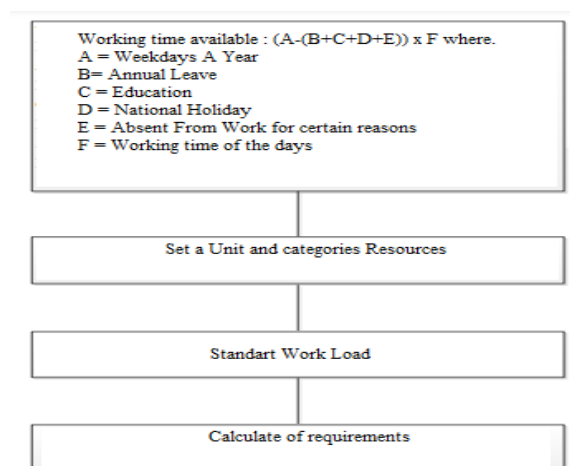 Working time available : (A-(B+C+D+E)) x F where.
A = Weekdays A Year
B= Annual Leave
C = Education
D = National Holiday
E = Absent From Work for certain reasons
F = Working time of the days
Set a Unit and categories Resources
Standart Work Load
Calculate of requirements